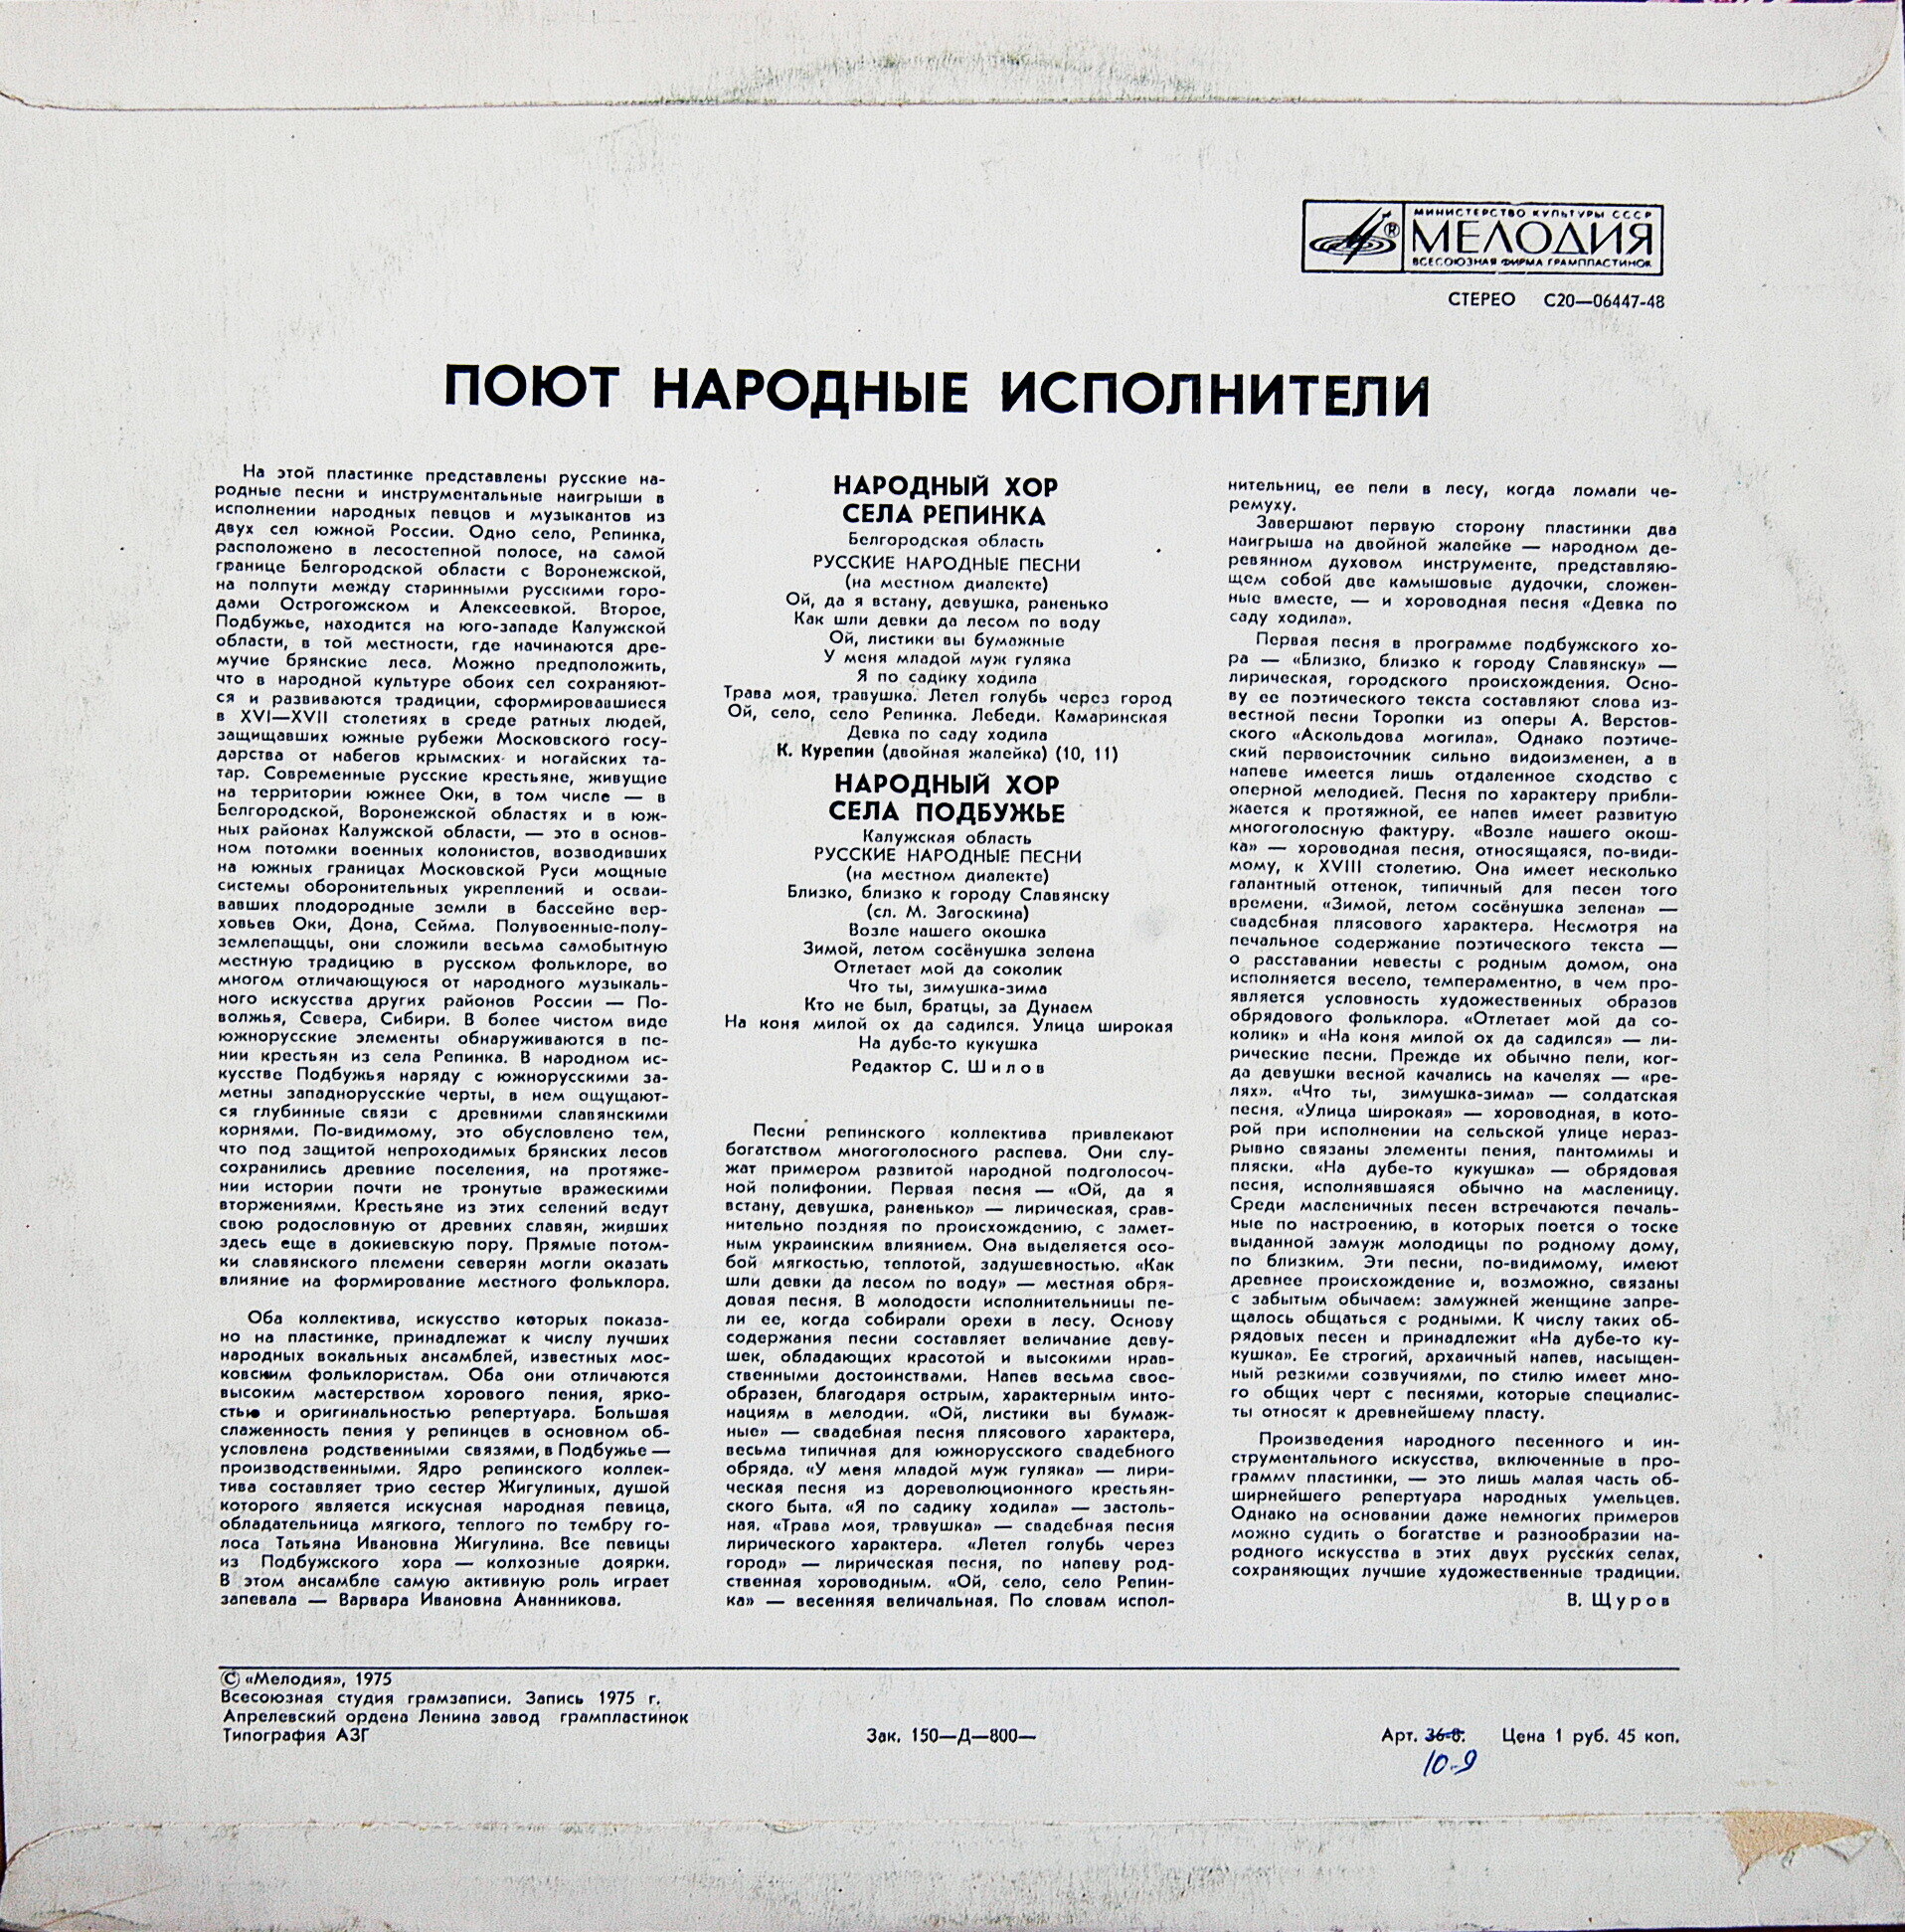 МИНИСТЕРСТВО КУЛЬТУРЫ СССР
МЕЛОДИЯ
ВСЕСОЮЗНАЯ ФИРМА ГРАМПЛАСТИНОК
СТЕРЕО С20—06447-48
ПОЮТ НАРОДНЫЕ ИСПОЛНИТЕЛИ
На этой пластинке представлены русские на-
родные песни и инструментальные наигрыши в
исполнении народных певцов и музыкантов из
двух сел южной России. Одно село, Репинка,
расположено в лесостепной полосе, на самой
границе Белгородской области с Воронежской,
на полпути между старинными русскими горо-
дами Острогожском и Алексеевкой. Второе,
Подбужье, находится на юго-западе Калужской
области, в той местности, где начинаются дре-
мучие брянские леса. Можно предположить,
что в народной культуре обоих сел сохраняют-
ся и развиваются традиции, сформировавшиеся
в XVI—XVII столетиях в среде ратных людей,
защищавших южные рубежи Московского госу-
дарства от набегов крымских и ногайских та-
тар. Современные русские крестьяне, живущие
на территории южнее Оки, в том числе — в
Белгородской, Воронежской областях и в юж-
ных районах Калужской области, — это в основ-
ном потомки военных колонистов, возводивших
на южных границах Московской Руси мощные
системы оборонительных укреплений и осваи-
вавших плодородные земли в бассейне вер-
ховьев Оки, Дона, Сейма. Полувоенные-полу-
землепащцы, они сложили весьма самобытную
местную традицию в русском фольклоре, во
многом отличающуюся от народного музыкаль-
ного искусства других районов России — По-
волжья, Севера, Сибири. В более чистом виде
южнорусские элементы обнаруживаются в пе-
нии крестьян из села Репинка. В народном ис-
кусстве Подбужья наряду с южнорусскими за-
метны западнорусские черты, в нем ощущают-
ся глубинные связи с древними славянскими
корнями. По-видимому, это обусловлено тем,
что под защитой непроходимых брянских лесов
сохранились древние поселения, на протяже-
нии истории почти не тронутые вражескими
вторжениями. Крестьяне из этих селений ведут
свою родословную от древних славян, живших
здесь еще в докиевскую пору. Прямые потом-
ки славянского племени северян могли оказать
влияние на формирование местного фольклора.
Оба коллектива, искусство которых показа-
но на пластинке, принадлежат к числу лучших
народных вокальных ансамблей, известных мос-
ковским фольклористам. Оба они отличаются
высоким мастерством хорового пения, ярко-
стью и оригинальностью репертуара. Большая
слаженность пения у репинцев в основном об-
условлена родственными связями, в Подбужье —
производственными. Ядро репинского коллек-
тива составляет трио сестер Жигулиных, душой
которого является искусная народная певица,
обладательница мягкого, теплого по тембру го-
лоса Татьяна Ивановна Жигулина. Все певицы
из Подбужского хора — колхозные доярки.
В этом ансамбле самую активную роль играет
запевала — Варвара Ивановна Ананникова.
НАРОДНЫЙ ХОР
СЕЛА РЕПИНКА
Белгородская область
РУССКИЕ НАРОДНЫЕ ПЕСНИ
(на местном диалекте)
Ой, да я встану, девушка, раненько
Как шли девки да лесом по воду
Ой, листики вы бумажные
У меня младой муж гуляка
Я по садику ходила
Трава моя, травушка. Летел голубь через город
Ой, село, село Репинка. Лебеди. Камаринская
Девка по саду ходила
К. Курепин (двойная жалейка) (10, 11)
НАРОДНЫЙ ХОР
СЕЛА ПОДБУЖЬЕ
Калужская область
РУССКИЕ НАРОДНЫЕ ПЕСНИ
(на местном диалекте)
Близко, близко к городу Славянску
(сл. М. Загоскина)
Возле нашего окошка
Зимой, летом сосёнушка зелена
Отлетает мой да соколик
Что ты, зимушка-зима
Кто не был, братцы, за Дунаем
На коня милой ох да садился. Улица широкая
На дубе-то кукушка
Редактор С. Шилов
Песни репинского коллектива привлекают
богатством многоголосного распева. Они слу-
жат примером развитой народной подголосоч-
ной полифонии. Первая песня — «Ой, да я
встану, девушка, раненько» — лирическая, срав-
нительно поздняя по происхождению, с замет-
ным украинским влиянием. Она выделяется осо-
бой мягкостью, теплотой, задушевностью. «Как
шли девки да лесом по воду» — местная обря-
довая песня. В молодости исполнительницы пе-
ли ее, когда собирали орехи в лесу. Основу
содержания песни составляет величание деву-
шек, обладающих красотой и высокими нрав-
ственными достоинствами. Напев весьма свое-
образен, благодаря острым, характерным инто-
нациям в мелодии. «Ой, листики вы бумаж-
ные» — свадебная песня плясового характера,
весьма типичная для южнорусского свадебного
обряда. «У меня младой муж гуляка» — лири-
ческая песня из дореволюционного крестьян-
ского быта. «Я по садику ходила» — застоль-
ная. «Трава моя, травушка» — свадебная песня
лирического характера. «Летел голубь через
город» — лирическая песня, по напеву род-
ственная хороводным. «Ой, село, село Репин-
ка» — весенняя величальная. По словам испол-
нительниц, ее пели в лесу, когда ломали че-
ремуху.
Завершают первую сторону пластинки два
наигрыша на двойной жалейке — народном де-
ревянном духовом инструменте, представляю-
щем собой две камышовые дудочки, сложен-
ные вместе, — и хороводная песня «Девка по
саду ходила».
Первая песня в программе подбужского хо-
ра — «Близко, близко к городу Славянску» —
лирическая, городского происхождения. Осно-
ву ее поэтического текста составляют слова из-
вестной песни Торопки из оперы А. Верстов-
ского «Аскольдова могила». Однако поэтиче-
ский первоисточник сильно видоизменен, а в
напеве имеется лишь отдаленное сходство с
оперной мелодией. Песня по характеру прибли-
жается к протяжной, ее напев имеет развитую
многоголосную фактуру. «Возле нашего окош-
ка» — хороводная песня, относящаяся, по-види-
мому, к XVIII столетию. Она имеет несколько
галантный оттенок, типичный для песен того
времени. «Зимой, летом сосёнушка зелена» —
свадебная плясового характера. Несмотря на
печальное содержание поэтического текста —
о расставании невесты с родным домом, она
исполняется весело, темпераментно, в чем про-
является условность художественных образов
обрядового фольклора. «Отлетает мой да со-
колик» и «На коня милой ох да садился» — ли-
рические песни. Прежде их обычно пели, ког-
да девушки весной качались на качелях — «ре-
лях». «Что ты, зимушка-зима» — солдатская
песня. «Улица широкая» — хороводная, в кото-
рой при исполнении на сельской улице нераз-
рывно связаны элементы пения, пантомимы и
пляски. «На дубе-то кукушка» — обрядовая
песня, исполнявшаяся обычно на масленицу.
Среди масленичных песен встречаются печаль-
ные по настроению, в которых поется о тоске
выданной замуж молодицы по родному дому,
по близким. Эти песни, по-видимому, имеют
древнее происхождение и, возможно, связаны
с забытым обычаем: замужней женщине запре-
щалось общаться с родными. К числу таких об-
рядовых песен и принадлежит «На дубе-то ку-
кушка». Ее строгий, архаичный напев, насыщен-
ный резкими созвучиями, по стилю имеет мно-
го общих черт с песнями, которые специалис-
ты относят к древнейшему пласту.
Произведения народного песенного и ин-
струментального искусства, включенные в про-
грамму пластинки, — это лишь малая часть об-
ширнейшего репертуара народных умельцев.
Однако на основании даже немногих примеров
можно судить о богатстве и разнообразии на-
родного искусства в этих двух русских селах,
сохраняющих лучшие художественные традиции.
В. Щуров
© «Мелодия», 1975
Всесоюзная студия грамзаписи. Запись 1975 г.
Апрелевский ордена Ленина завод грампластинок
Типография АЗГ
Зак. 150—Д—800—
Арт. 36-8. Цена 1 руб. 45 коп.
10-9